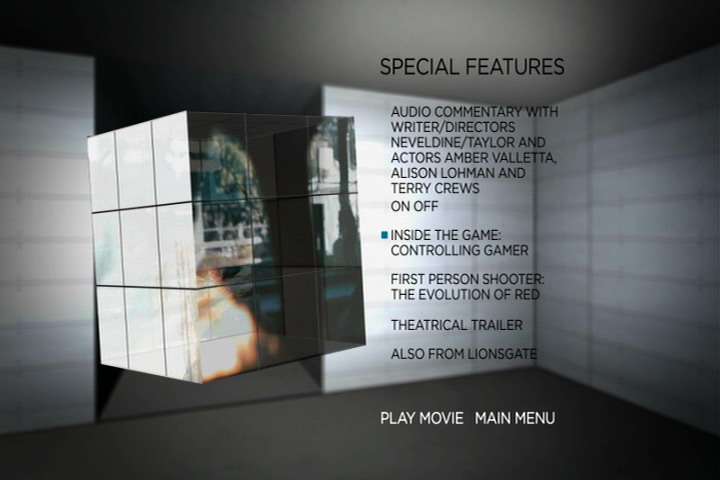 SPECIAL FEATURES
AUDIO COMMENTARY WITH
WRITER/DIRECTORS
NEVELDINE/TAYLOR AND
ACTORS AMBER VALLETTA,
ALISON LOHMAN AND
TERRY CREWS
ON OFF
INSIDE THE GAME:
CONTROLLING GAMER
FIRST PERSON SHOOTER:
THE EVOLUTION OF RED
THEATRICAL TRAILER
ALSO FROM LIONSGATE
PLAY MOVIE MAIN MENU